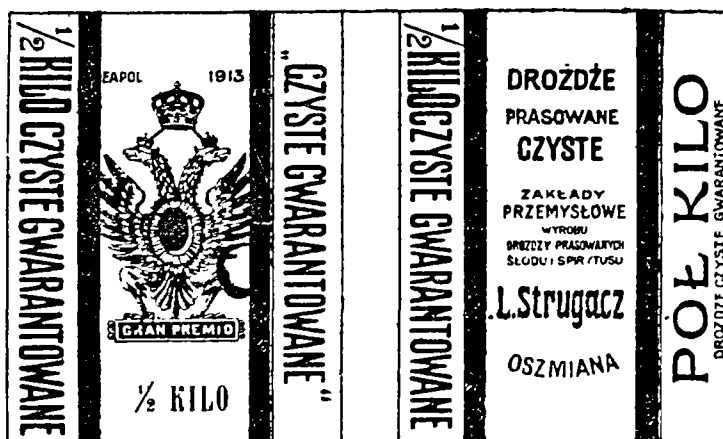 ½ KILO CZYSTE GWARANTOWANE
EAPOL 1913
GRAN PREMIO
½ KILO
"CZYSTE GWARANTOWANE"
½ KILO CZYSTE GWARANTOWANE
DROŻDŻE
PRASOWANE
CZYSTE
ZAKŁADY
PRZEMYSŁOWE
WYROBU
DROŻDŻY PRASOWANYCH
SŁODU I SPIRYTUSU
.L.Strugacz
OSZMIANA
PÓŁ KILO
DROŻDŻE CZYSTE GWARANTOWANE